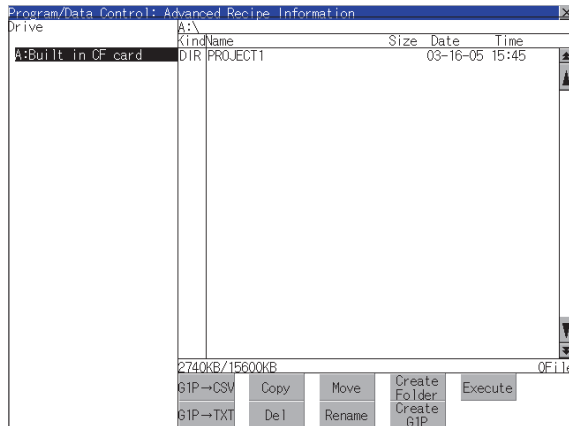 Program/Data Control: Advanced Recipe Information
Drive A:\
Kind Name Size Date Time
A:Built in CF card DIR PROJECT1 03-16-05 15:45
2740KB/15600KB 0File
G1P→CSV Copy Move Create Folder Execute
G1P→TXT Del Rename Create G1P